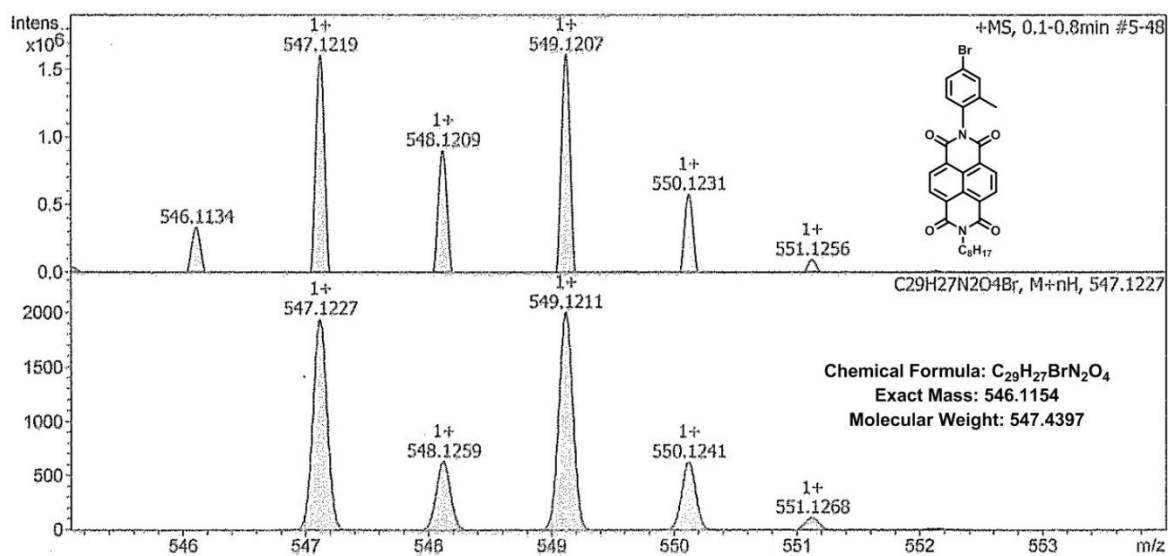 Intens.
x10⁶
+MS, 0.1-0.8min #5-48
1+
547.1219
1+
549.1207
1+
548.1209
1+
550.1231
546.1134
1+
551.1256
1.5
1.0
0.5
0.0
Br
O
N
O
O
N
O
C₈H₁₇
C29H27N2O4Br, M+nH, 547.1227
1+
547.1227
1+
549.1211
1+
548.1259
1+
550.1241
1+
551.1268
2000
1500
1000
500
0
Chemical Formula: C₂₉H₂₇BrN₂O₄
Exact Mass: 546.1154
Molecular Weight: 547.4397
546 547 548 549 550 551 552 553 m/z